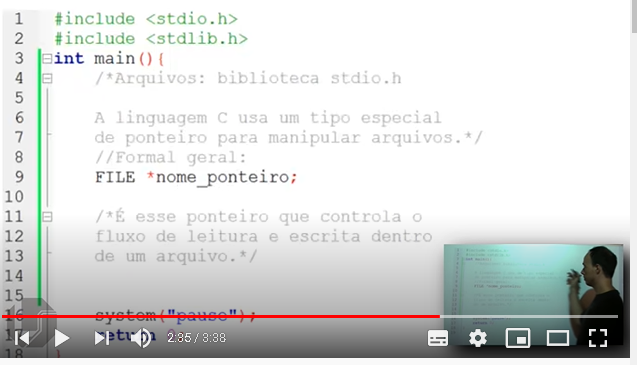 1 #include <stdio.h>
2 #include <stdlib.h>
3 int main(){
4 /*Arquivos: biblioteca stdio.h
5
6 A linguagem C usa um tipo especial
7 de ponteiro para manipular arquivos.*/
8 //Formal geral:
9 FILE *nome_ponteiro;
10
11 /*É esse ponteiro que controla o
12 fluxo de leitura e escrita dentro
13 de um arquivo.*/
14
15
16 system("pause");
17 return
18 }
2:35 / 3:38